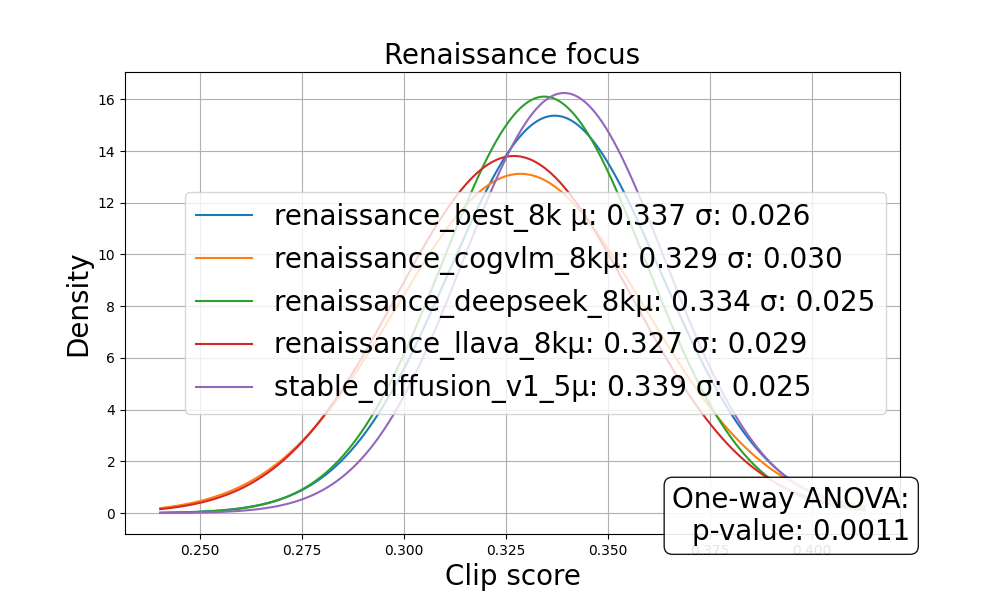 Renaissance focus
Density
16
14
12
10
8
6
4
2
0
renaissance_best_8k μ: 0.337 σ: 0.026
renaissance_cogvlm_8kμ: 0.329 σ: 0.030
renaissance_deepseek_8kμ: 0.334 σ: 0.025
renaissance_llava_8kμ: 0.327 σ: 0.029
stable_diffusion_v1_5μ: 0.339 σ: 0.025
One-way ANOVA:
p-value: 0.0011
0.250 0.275 0.300 0.325 0.350 0.375 0.400
Clip score